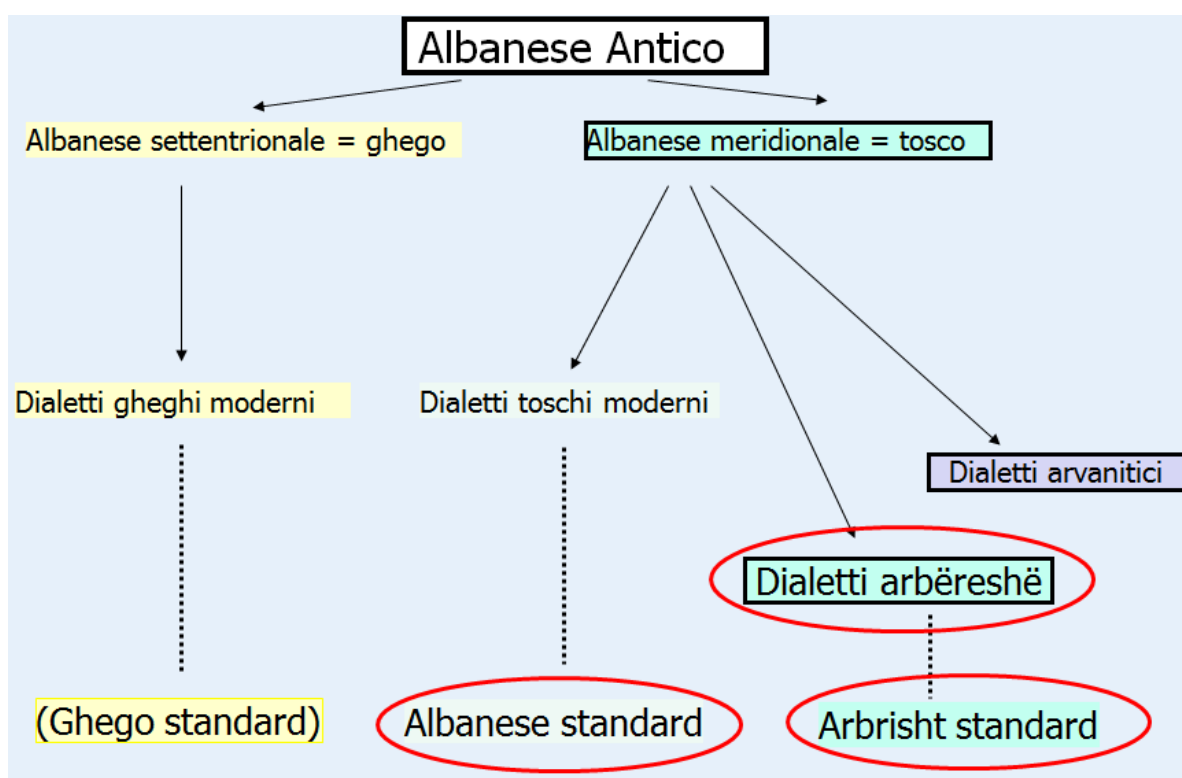 Albanese Antico
Albanese settentrionale = ghego
Albanese meridionale = tosco
Dialetti gheghi moderni
Dialetti toschi moderni
Dialetti arvanitici
Dialetti arbëreshë
(Ghego standard)
Albanese standard
Arbrisht standard